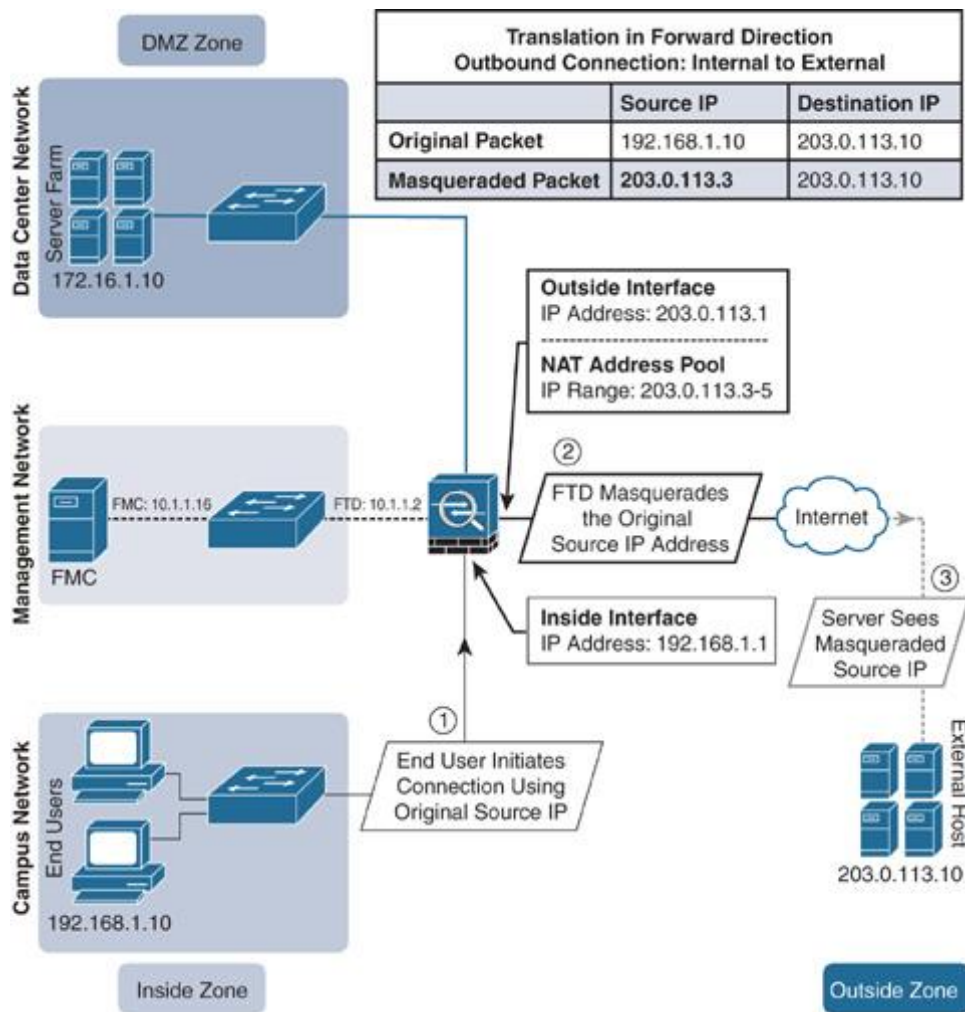 DMZ Zone
Data Center Network
Server Farm
172.16.1.10
Translation in Forward Direction
Outbound Connection: Internal to External
Source IP Destination IP
Original Packet 192.168.1.10 203.0.113.10
Masqueraded Packet 203.0.113.3 203.0.113.10
Outside Interface
IP Address: 203.0.113.1
NAT Address Pool
IP Range: 203.0.113.3-5
Management Network
FMC: 10.1.1.16
FTD: 10.1.1.2
FMC
2
FTD Masquerades
the Original
Source IP Address
Internet
3
Server Sees
Masqueraded
Source IP
Inside Interface
IP Address: 192.168.1.1
1
End User Initiates
Connection Using
Original Source IP
Campus Network
End Users
192.168.1.10
External Host
203.0.113.10
Inside Zone
Outside Zone